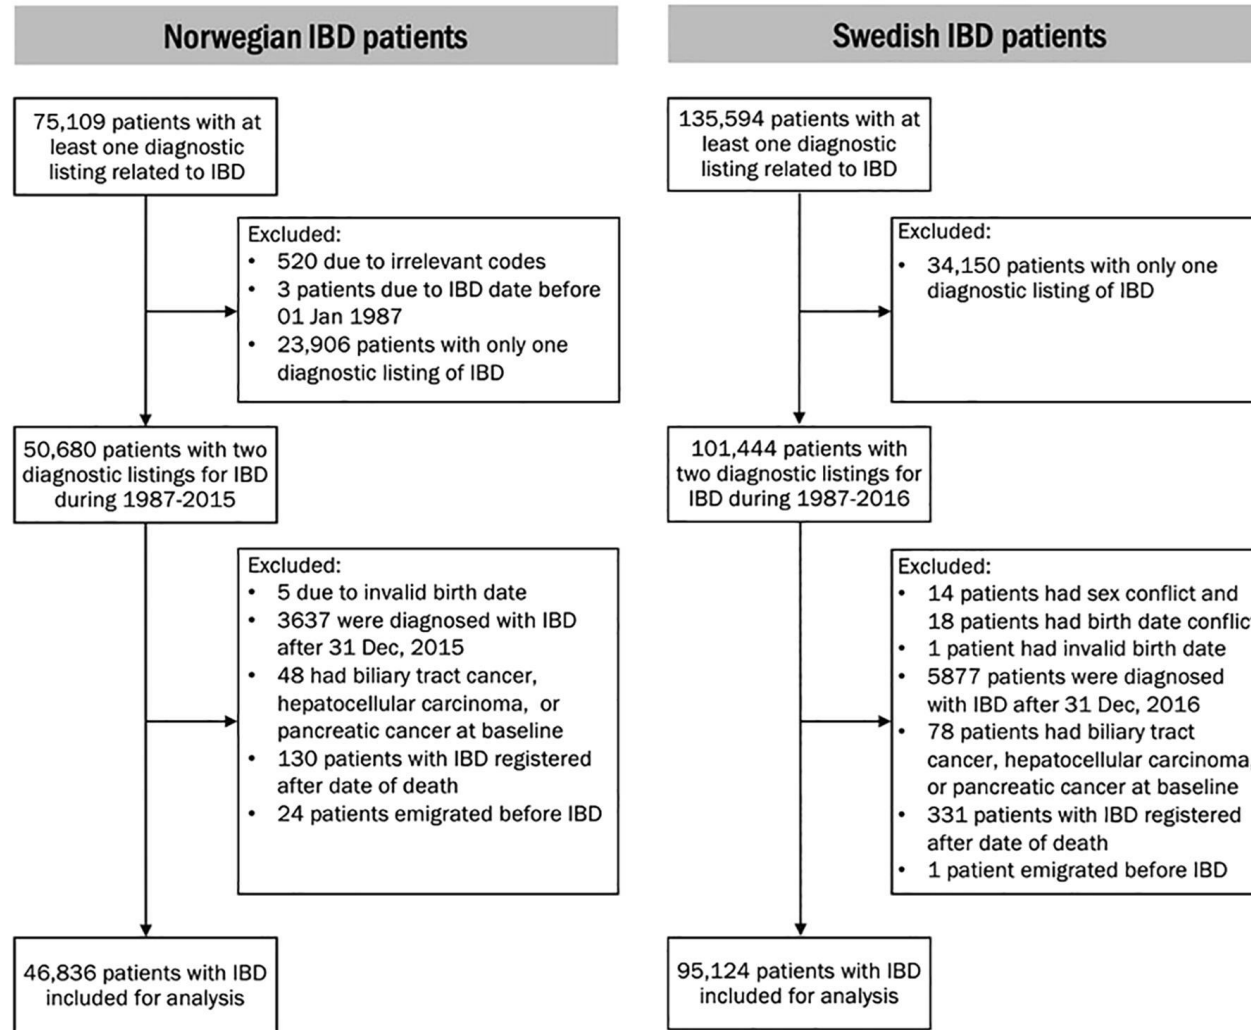 Norwegian IBD patients
75,109 patients with at
least one diagnostic
listing related to IBD
Excluded:
• 520 due to irrelevant codes
• 3 patients due to IBD date before
01 Jan 1987
• 23,906 patients with only one
diagnostic listing of IBD
50,680 patients with two
diagnostic listings for IBD
during 1987-2015
Excluded:
• 5 due to invalid birth date
• 3637 were diagnosed with IBD
after 31 Dec, 2015
• 48 had biliary tract cancer,
hepatocellular carcinoma, or
pancreatic cancer at baseline
• 130 patients with IBD registered
after date of death
• 24 patients emigrated before IBD
46,836 patients with IBD
included for analysis
Swedish IBD patients
135,594 patients with at
least one diagnostic
listing related to IBD
Excluded:
• 34,150 patients with only one
diagnostic listing of IBD
101,444 patients with
two diagnostic listings for
IBD during 1987-2016
Excluded:
• 14 patients had sex conflict and
18 patients had birth date conflic
• 1 patient had invalid birth date
• 5877 patients were diagnosed
with IBD after 31 Dec, 2016
• 78 patients had biliary tract
cancer, hepatocellular carcinoma,
or pancreatic cancer at baseline
• 331 patients with IBD registered
after date of death
• 1 patient emigrated before IBD
95,124 patients with IBD
included for analysis